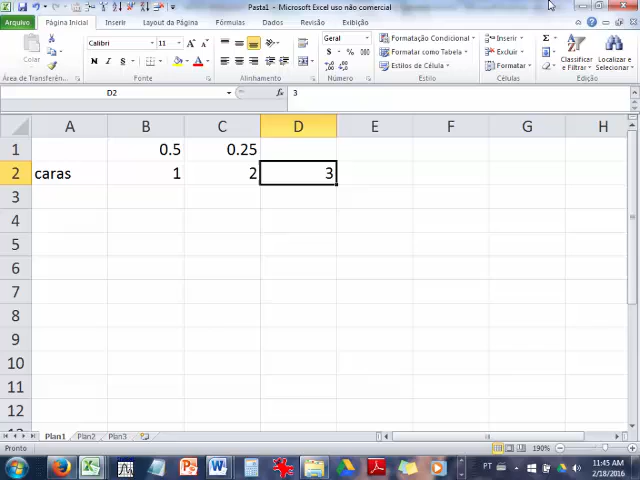 Pasta1 - Microsoft Excel uso não comercial
Arquivo Página Inicial Inserir Layout da Página Fórmulas Dados Revisão Exibição
Calibri 11 Geral Formatação Condicional Inserir Σ
Formatar como Tabela Excluir
N I S $ % Estilos de Célula Formatar Classificar e Filtrar Localizar e Selecionar
Área de Transferên... Fonte Alinhamento Número Estilo Células Edição
D2 fx 3
A B C D E F G H
1 0.5 0.25
2 caras 1 2 3
3
4
5
6
7
8
9
10
11
12
Plan1 Plan2 Plan3
Pronto 190%
PT 11:45 AM
2/18/2016